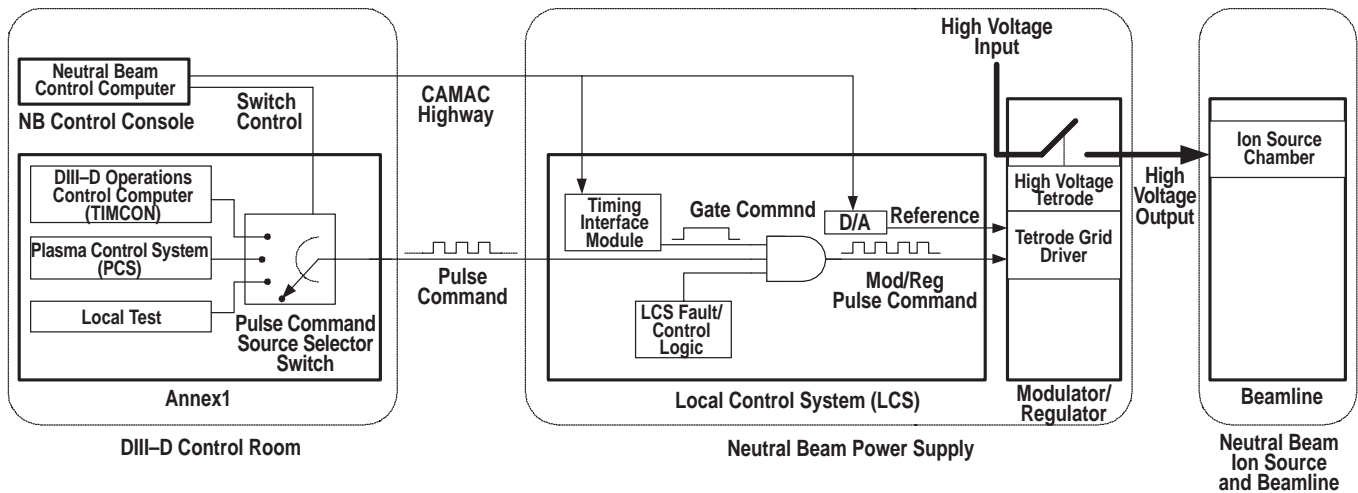 Neutral Beam
Control Computer
NB Control Console
Switch
Control
CAMAC
Highway
DIII–D Operations
Control Computer
(TIMCON)
Plasma Control System
(PCS)
Local Test
Pulse Command
Source Selector
Switch
Annex1
DIII–D Control Room
Pulse
Command
Timing
Interface
Module
Gate Commnd
D/A
Reference
LCS Fault/
Control
Logic
Mod/Reg
Pulse Command
Local Control System (LCS)
High Voltage
Input
High Voltage
Tetrode
Tetrode Grid
Driver
Modulator/
Regulator
Neutral Beam Power Supply
High
Voltage
Output
Ion Source
Chamber
Beamline
Neutral Beam
Ion Source
and Beamline